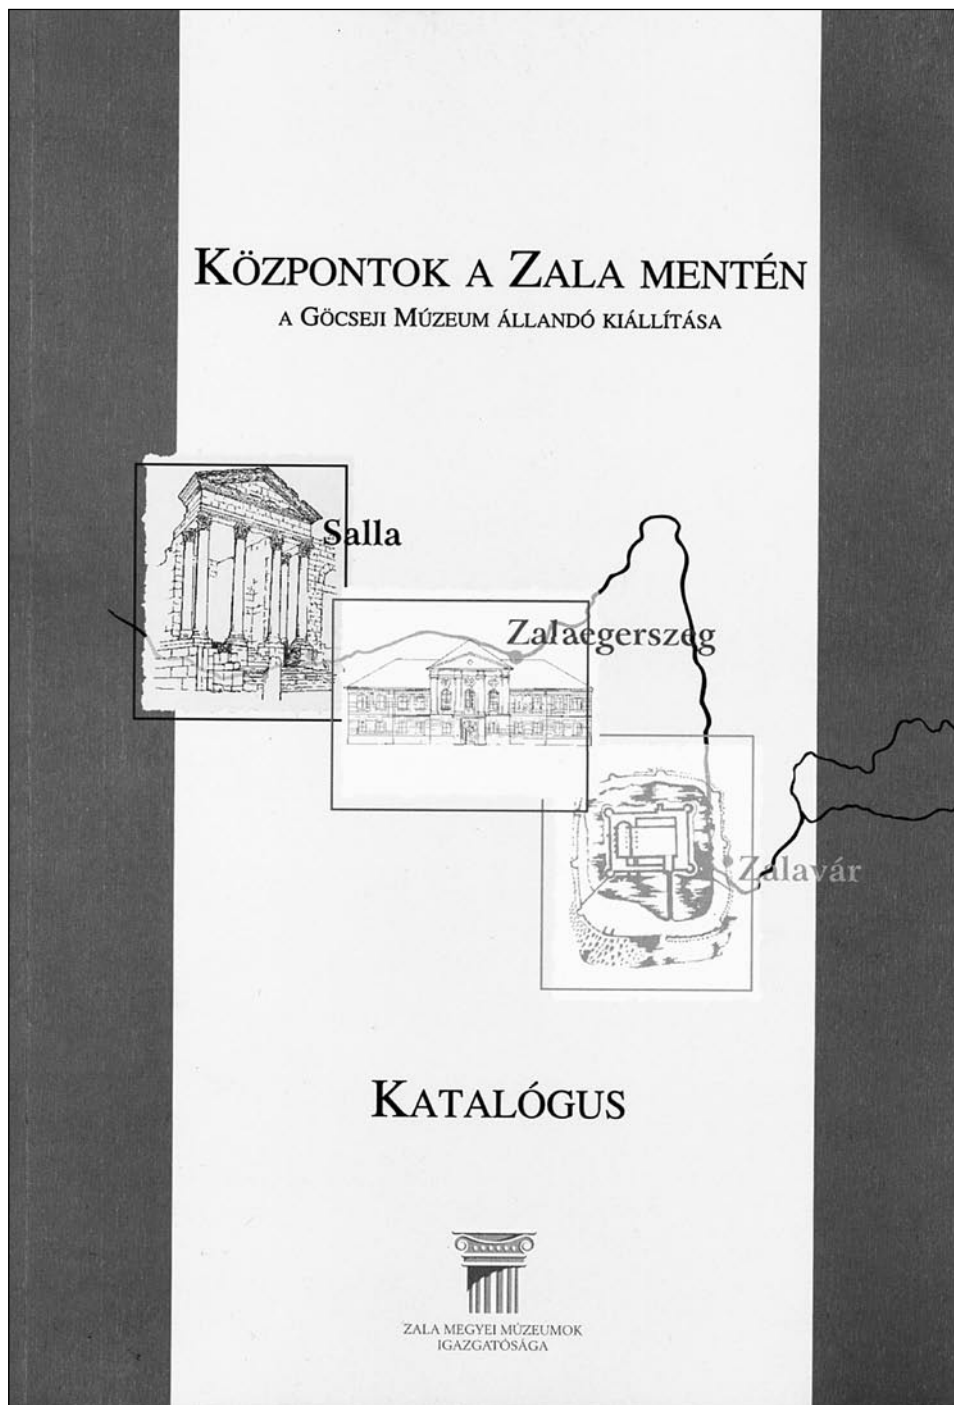 KÖZPONTOK A ZALA MENTÉN
A GÖCSEJI MÚZEUM ÁLLANDÓ KIÁLLÍTÁSA
Salla
Zalaegerszeg
Zalavár
KATALÓGUS
ZALA MEGYEI MÚZEUMOK
IGAZGATÓSÁGA